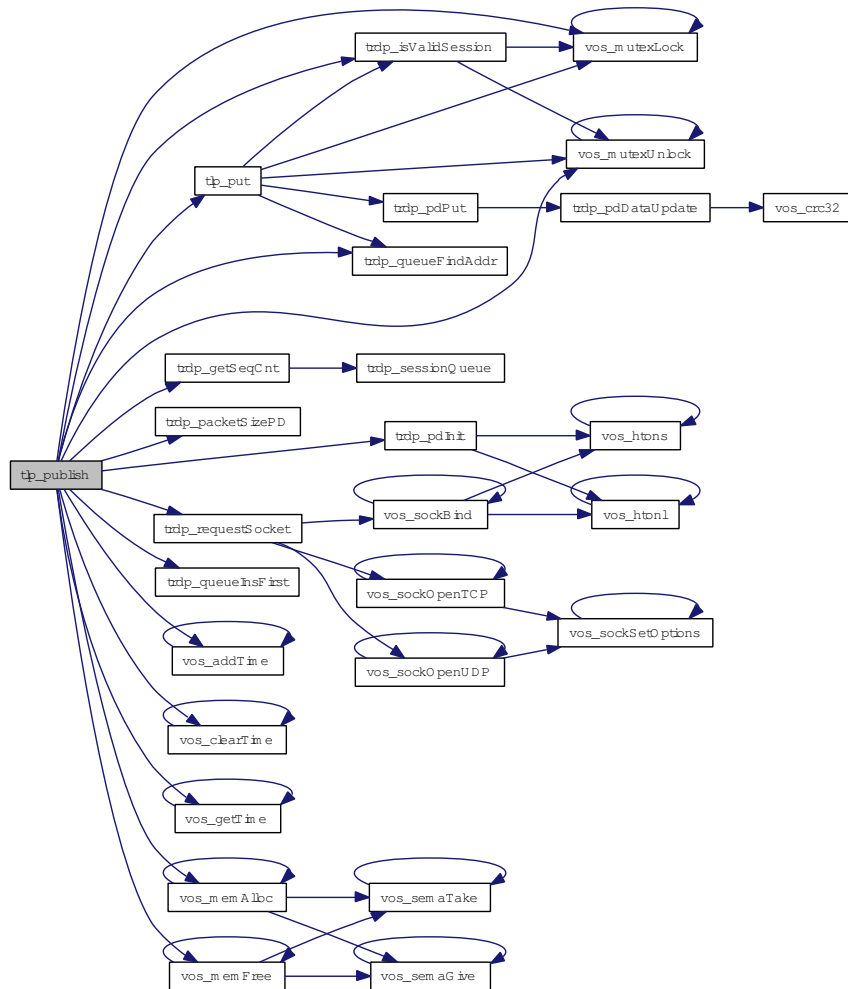 trdp_isValidSession
vos_mutexLock
vos_mutexUnlock
tlp_put
trdp_pdPut
trdp_pdDataUpdate
vos_crc32
trdp_queueFindAddr
trdp_getSeqCnt
trdp_sessionQueue
trdp_packetSizePD
trdp_pdInit
vos_htons
tlp_publish
trdp_requestSocket
vos_sockBind
vos_htonl
trdp_queueInsFirst
vos_sockOpenTCP
vos_sockSetOptions
vos_addTime
vos_sockOpenUDP
vos_clearTime
vos_getTime
vos_memAlloc
vos_semaTake
vos_memFree
vos_semaGive